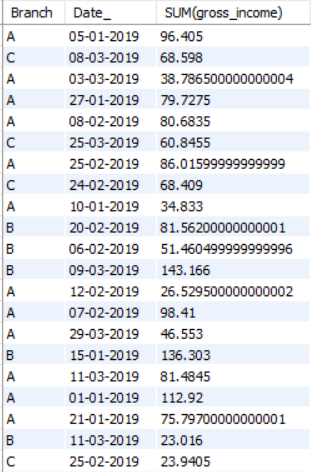 Branch Date_ SUM(gross_income)
A 05-01-2019 96.405
C 08-03-2019 68.598
A 03-03-2019 38.786500000000004
A 27-01-2019 79.7275
A 08-02-2019 80.6835
C 25-03-2019 60.8455
A 25-02-2019 86.01599999999999
C 24-02-2019 68.409
A 10-01-2019 34.833
B 20-02-2019 81.56200000000001
B 06-02-2019 51.460499999999996
B 09-03-2019 143.166
A 12-02-2019 26.529500000000002
A 07-02-2019 98.41
A 29-03-2019 46.553
B 15-01-2019 136.303
A 11-03-2019 81.4845
A 01-01-2019 112.92
A 21-01-2019 75.79700000000001
B 11-03-2019 23.016
C 25-02-2019 23.9405